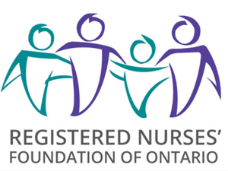 REGISTERED NURSES'
FOUNDATION OF ONTARIO